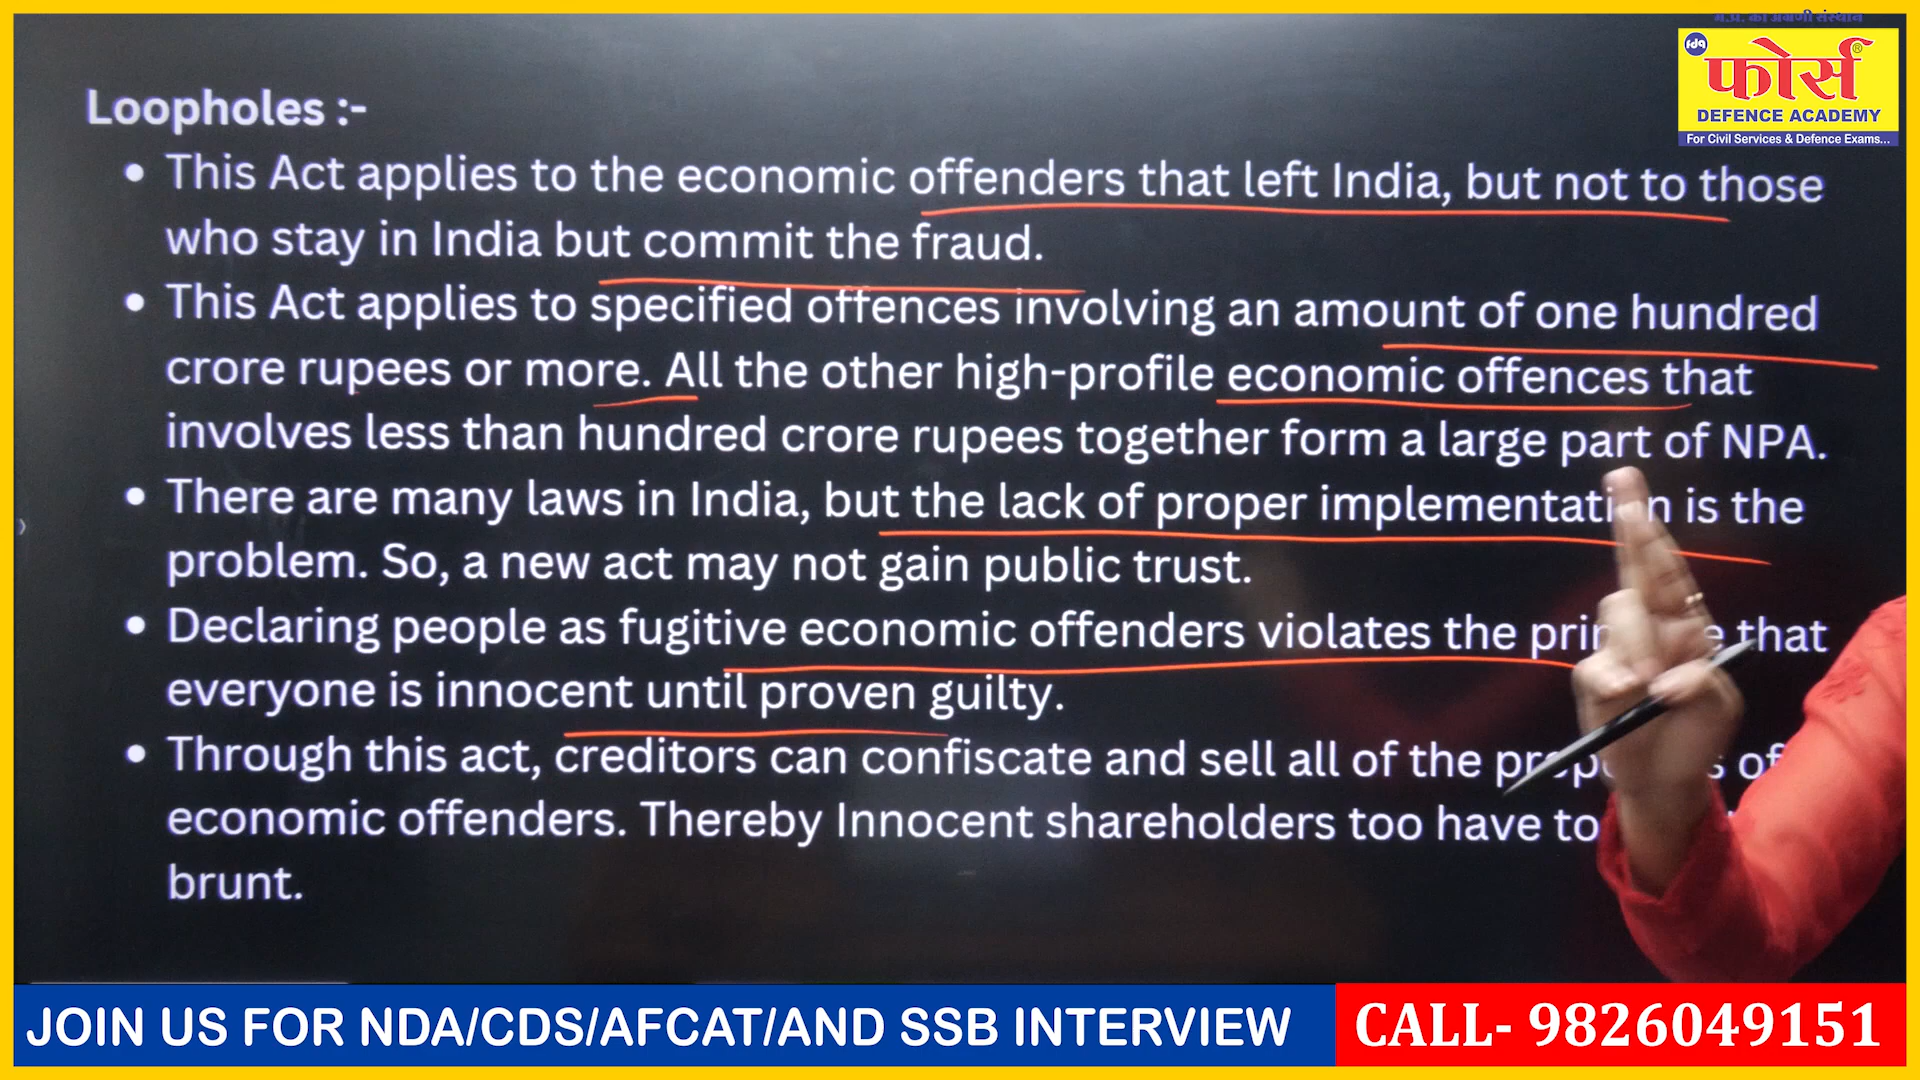 म.प्र. का अग्रणी संस्थान
fda
फोर्स®
DEFENCE ACADEMY
For Civil Services & Defence Exams...
Loopholes :-
• This Act applies to the economic offenders that left India, but not to those
who stay in India but commit the fraud.
• This Act applies to specified offences involving an amount of one hundred
crore rupees or more. All the other high-profile economic offences that
involves less than hundred crore rupees together form a large part of NPA.
• There are many laws in India, but the lack of proper implementation is the
problem. So, a new act may not gain public trust.
• Declaring people as fugitive economic offenders violates the that
everyone is innocent until proven guilty.
• Through this act, creditors can confiscate and sell all of the of
economic offenders. Thereby Innocent shareholders too have to
brunt.
JOIN US FOR NDA/CDS/AFCAT/AND SSB INTERVIEW
CALL- 9826049151